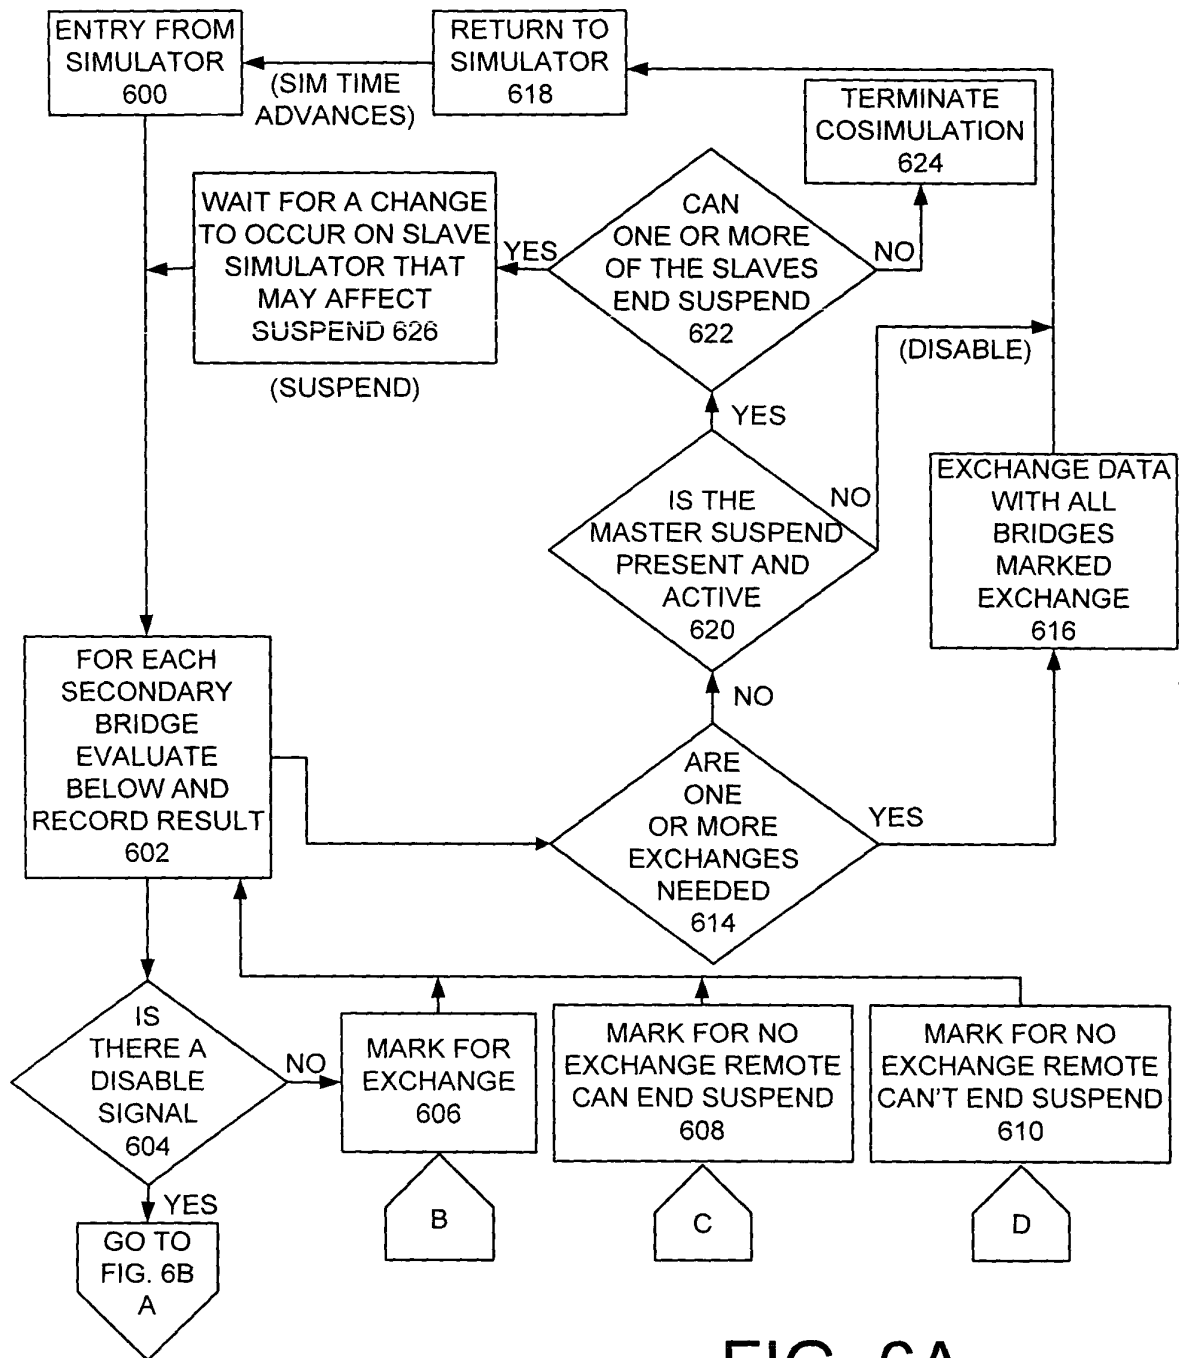 ENTRY FROM
SIMULATOR
600
(SIM TIME
ADVANCES)
RETURN TO
SIMULATOR
618
TERMINATE
COSIMULATION
624
WAIT FOR A CHANGE
TO OCCUR ON SLAVE
SIMULATOR THAT
MAY AFFECT
SUSPEND 626
(SUSPEND)
YES
CAN
ONE OR MORE
OF THE SLAVES
END SUSPEND
622
NO
(DISABLE)
YES
IS THE
MASTER SUSPEND
PRESENT AND
ACTIVE
620
NO
EXCHANGE DATA
WITH ALL
BRIDGES
MARKED
EXCHANGE
616
FOR EACH
SECONDARY
BRIDGE
EVALUATE
BELOW AND
RECORD RESULT
602
NO
ARE
ONE
OR MORE
EXCHANGES
NEEDED
614
YES
IS
THERE A
DISABLE
SIGNAL
604
NO
MARK FOR
EXCHANGE
606
MARK FOR NO
EXCHANGE REMOTE
CAN END SUSPEND
608
MARK FOR NO
EXCHANGE REMOTE
CAN'T END SUSPEND
610
YES
GO TO
FIG. 6B
A
B
C
D
FIG. 6A